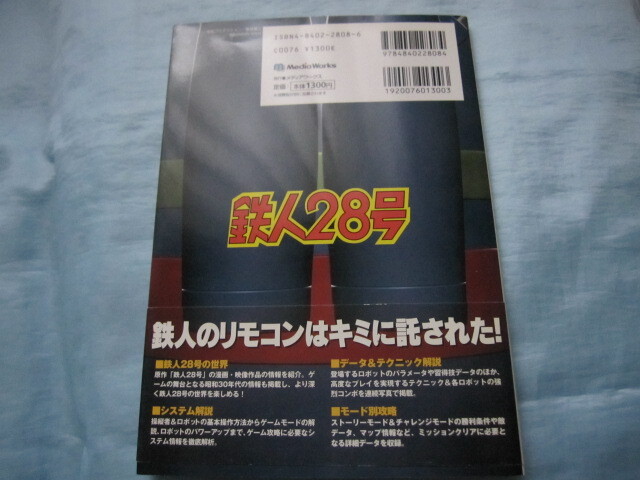 ISBN4-8402-2808-6
C0076 ¥1300E
MediaWorks
定価:本体1300円
9784840228084
1920076013003
鉄人28号
鉄人のリモコンはキミに託された!
■鉄人28号の世界
原作「鉄人28号」の漫画・映像作品の情報を紹介。ゲ
ームの舞台となる昭和30年代の情報も掲載し、より深
く鉄人28号の世界を楽しめる!
■システム解説
操縦者&ロボットの基本操作方法からゲームモードの解
説、ロボットのパワーアップまで、ゲーム攻略に必要なシ
ステム情報を徹底解析。
■データ&テクニック解説
登場するロボットのパラメータや習得技データのほか、
高度なプレイを実現するテクニック&各ロボットの強
烈コンボを連続写真で掲載。
■モード別攻略
ストーリーモード&チャレンジモードの勝利条件や敵
データ、マップ情報など、ミッションクリアに必要と
なる詳細データを収録。